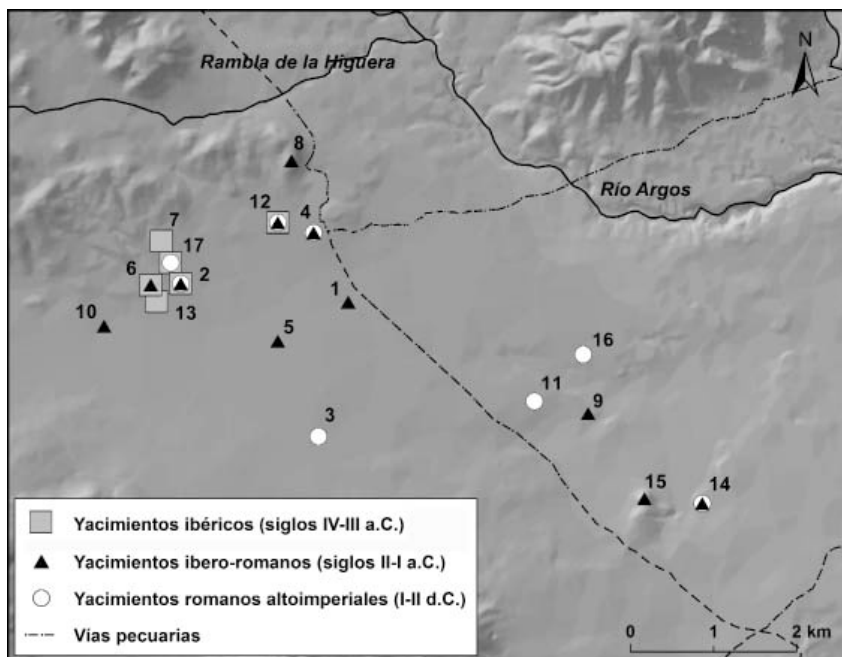 Rambla de la Higuera
N
8
Río Argos
7
12
4
17
6
2
1
13
10
5
16
11
9
3
15
14
Yacimientos ibéricos (siglos IV-III a.C.)
Yacimientos ibero-romanos (siglos II-I a.C.)
Yacimientos romanos altoimperiales (I-II d.C.)
Vías pecuarias
0 1 2 km